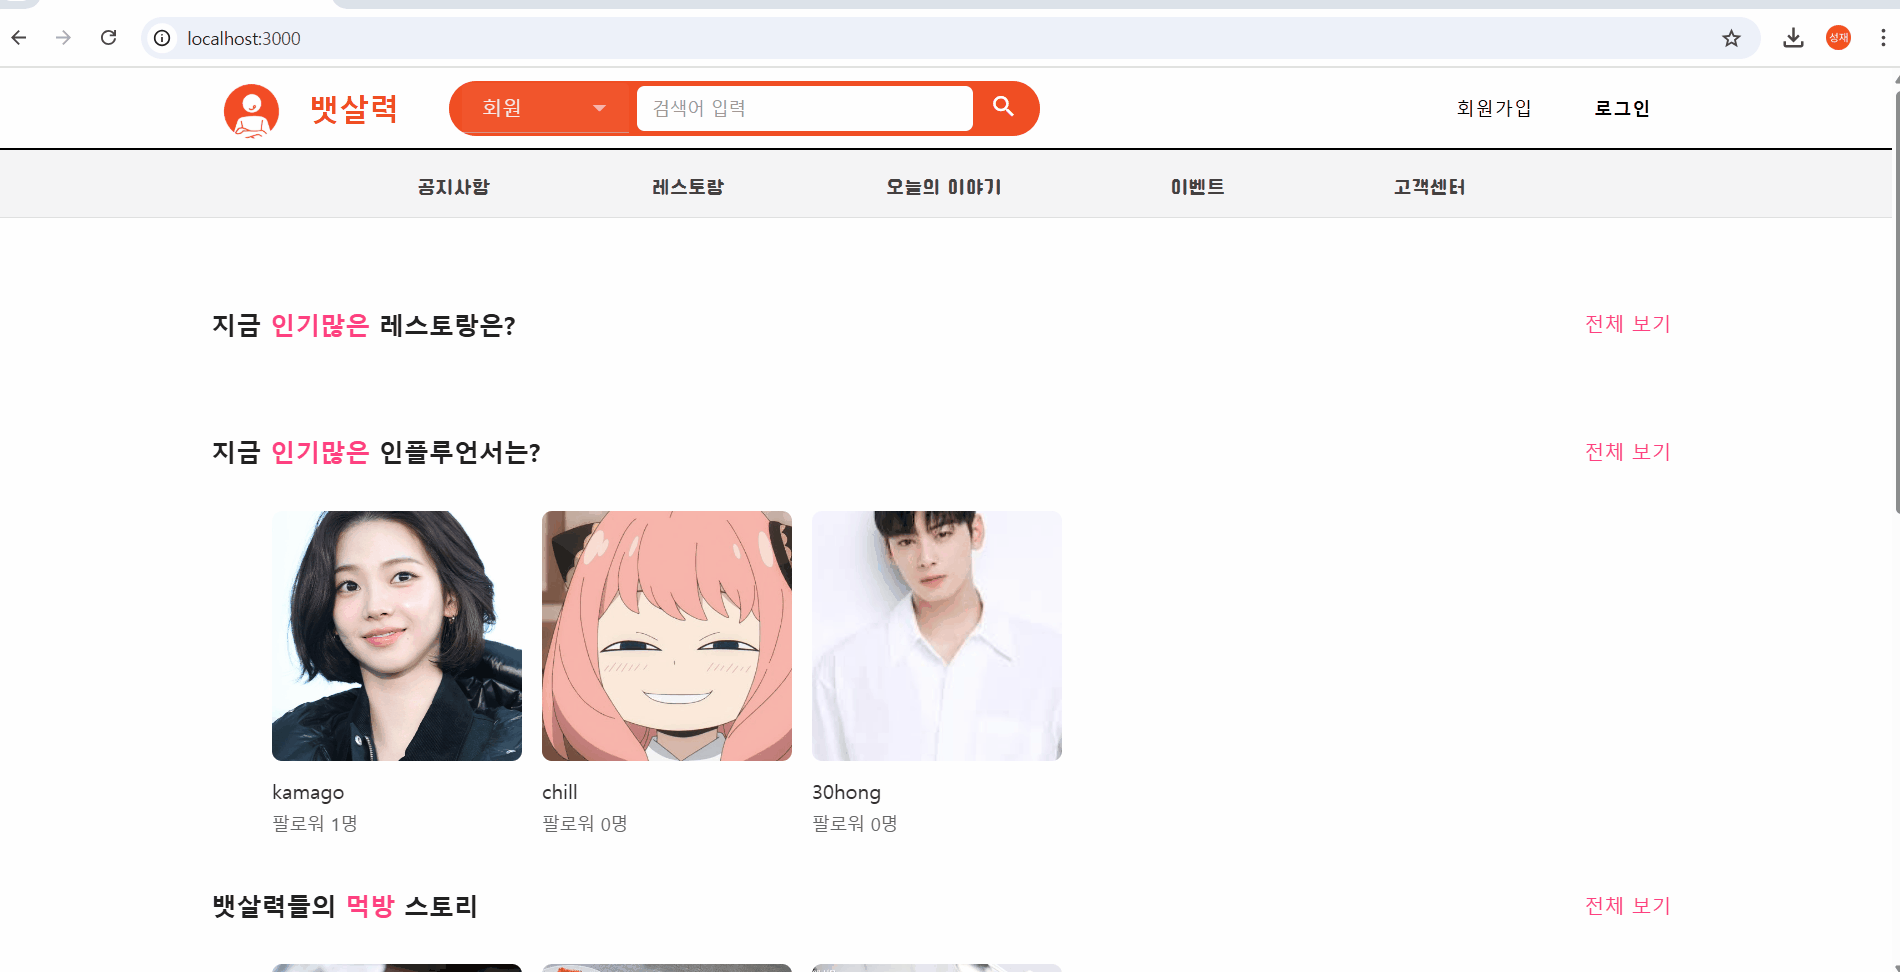 localhost:3000
성재
뱃살력
회원
검색어 입력
회원가입
로그인
공지사항
레스토랑
오늘의 이야기
이벤트
고객센터
지금 인기많은 레스토랑은?
전체 보기
지금 인기많은 인플루언서는?
전체 보기
kamago
팔로워 1명
chill
팔로워 0명
30hong
팔로워 0명
뱃살력들의 먹방 스토리
전체 보기